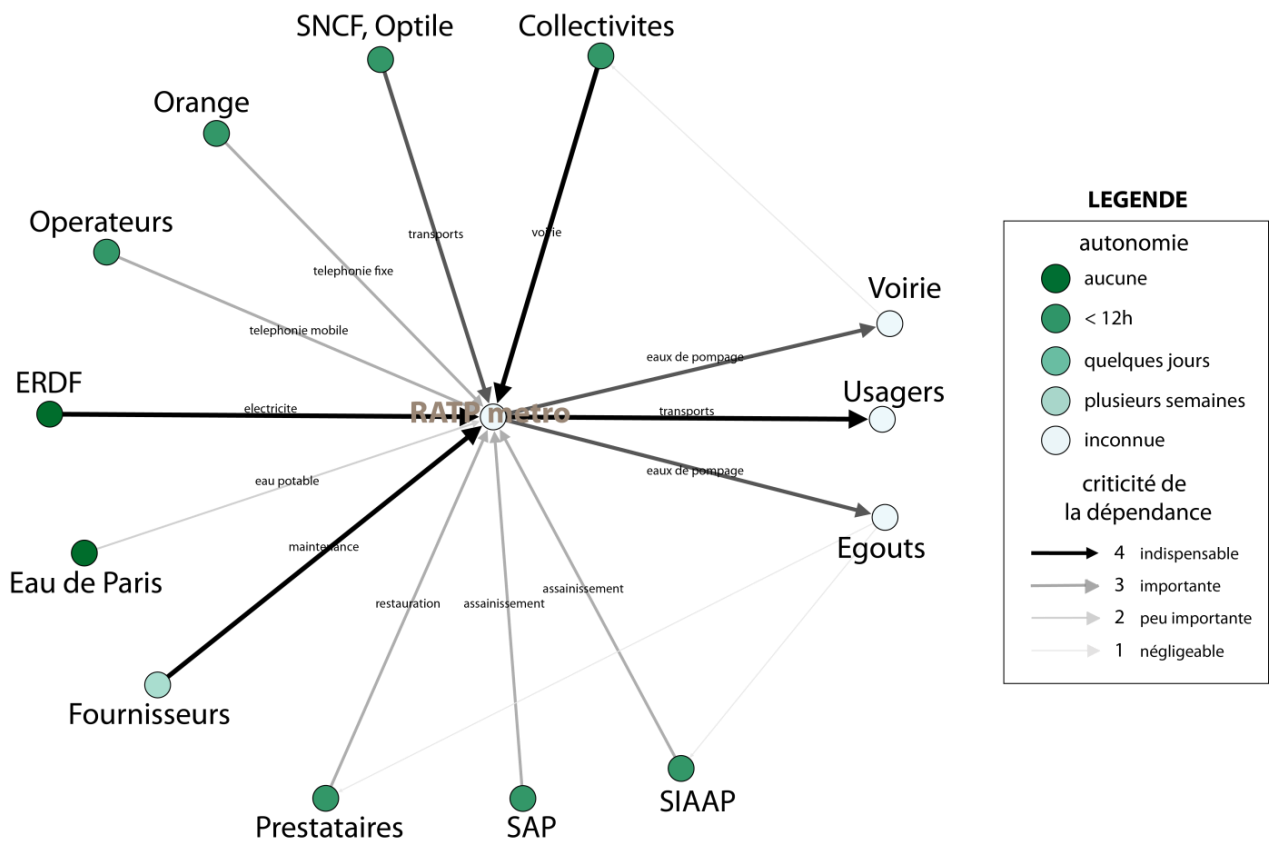 SNCF, Optile
Collectivites
Orange
Operateurs
transports
voirie
telephonie fixe
telephonie mobile
Voirie
eaux de pompage
ERDF
Usagers
electricite
RATP metro
transports
eaux de pompage
eau potable
Egouts
Eau de Paris
maintenance
assainissement
restauration
assainissement
Fournisseurs
SIAAP
Prestataires
SAP
LEGENDE
autonomie
aucune
< 12h
quelques jours
plusieurs semaines
inconnue
criticité de
la dépendance
4 indispensable
3 importante
2 peu importante
1 négligeable